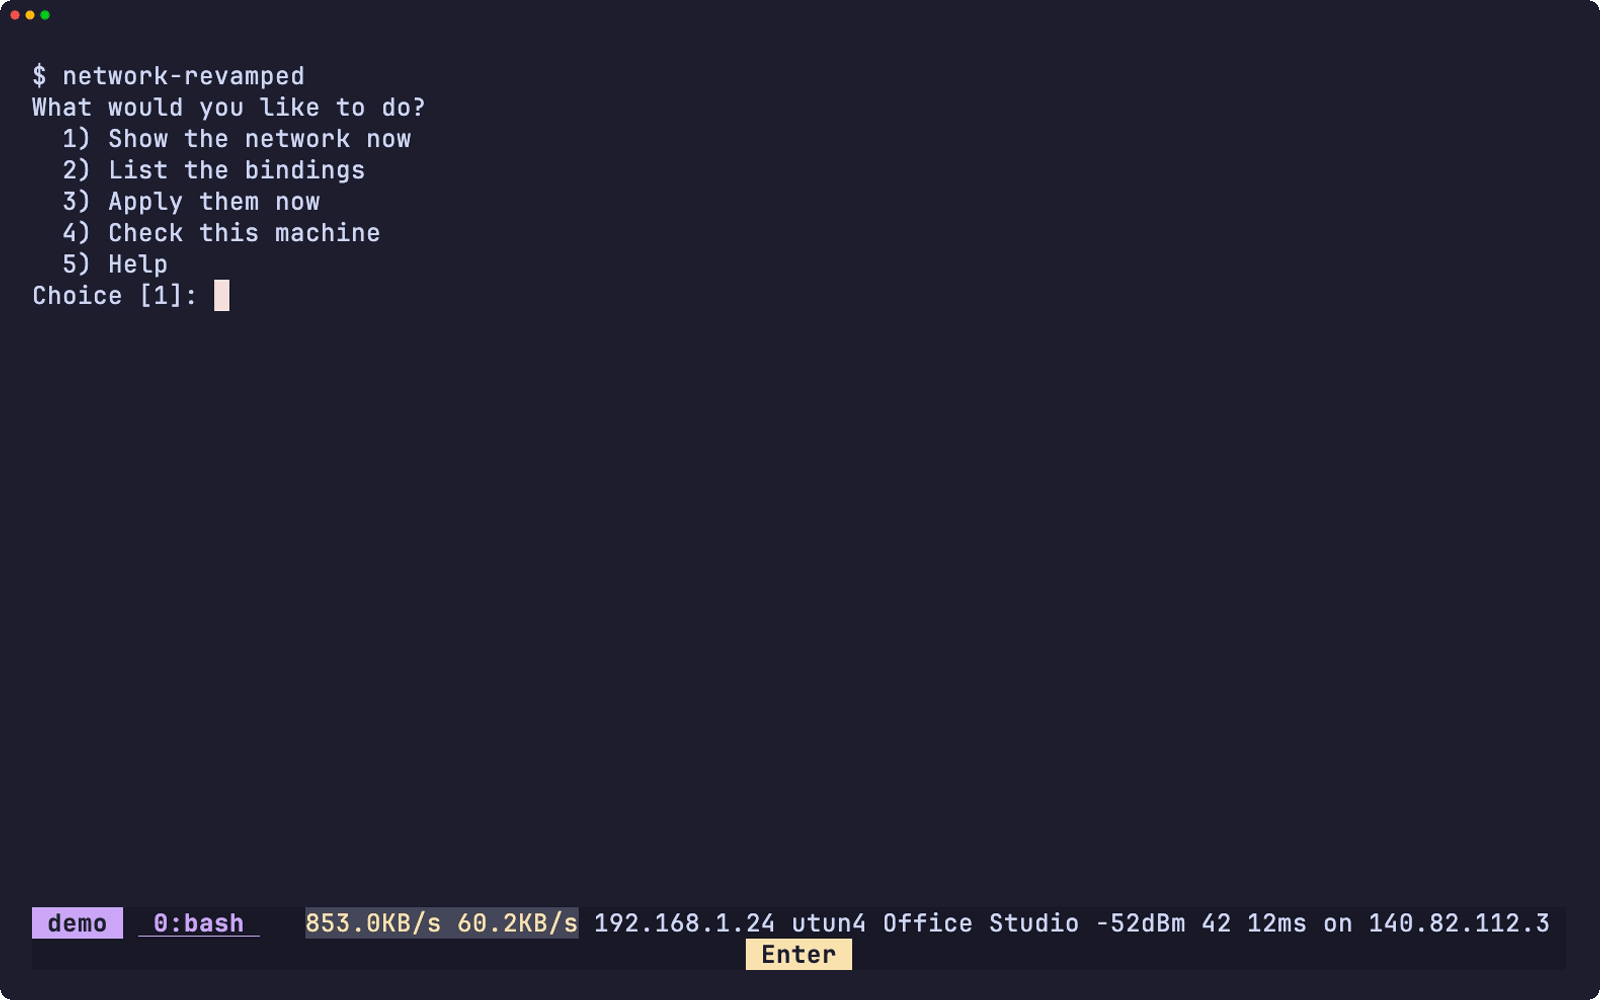 $ network-revamped
What would you like to do?
  1) Show the network now
  2) List the bindings
  3) Apply them now
  4) Check this machine
  5) Help
Choice [1]:
demo 0:bash 853.0KB/s 60.2KB/s 192.168.1.24 utun4 Office Studio -52dBm 42 12ms on 140.82.112.3
Enter